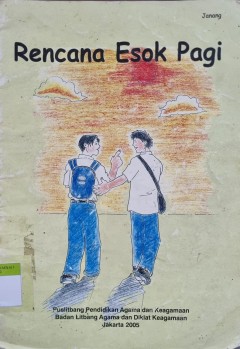 Janang
Rencana Esok Pagi
Puslitbang Pendidikan Agama dan Keagamaan
Badan Litbang Agama dan Diklat Keagamaan
Jakarta 2005